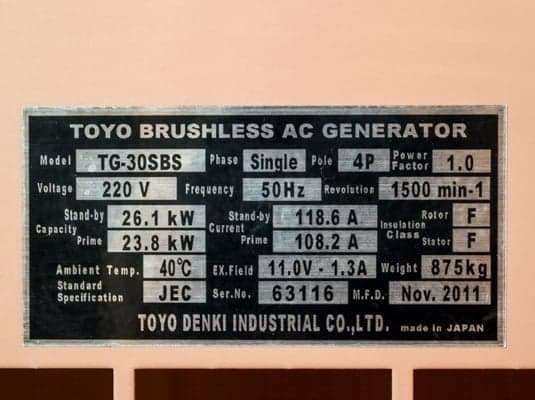 TOYO BRUSHLESS AC GENERATOR
Model TG-30SBS Phase Single Pole 4P Power Factor 1.0
Voltage 220 V Frequency 50Hz Revolution 1500 min-1
Capacity Stand-by 26.1 kW Current Stand-by 118.6 A Insulation Class Rotor F
Prime 23.8 kW Prime 108.2 A Stator F
Ambient Temp. 40℃ EX.Field 11.0V - 1.3A Weight 875kg
Standard Specification JEC Ser.No. 63116 M.F.D. Nov. 2011
TOYO DENKI INDUSTRIAL CO.,LTD. made in JAPAN